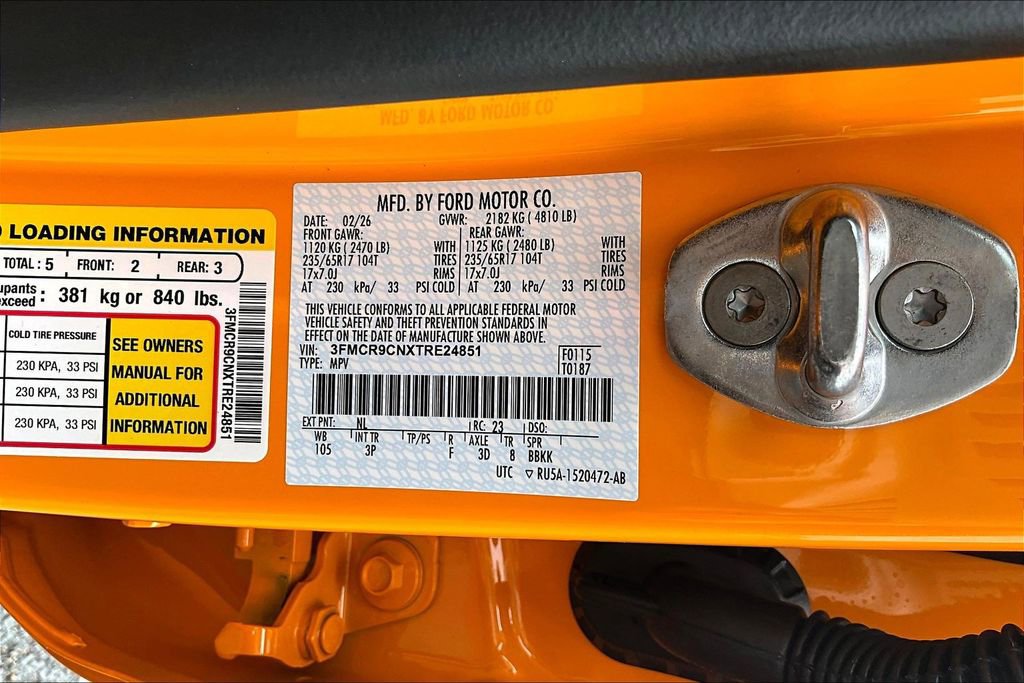 LOADING INFORMATION
TOTAL : 5 FRONT: 2 REAR: 3
381 kg or 840 lbs.
COLD TIRE PRESSURE
230 KPA, 33 PSI
230 KPA, 33 PSI
230 KPA, 33 PSI
SEE OWNERS
MANUAL FOR
ADDITIONAL
INFORMATION
3FMCR9CNXTRE24851
MFD. BY FORD MOTOR CO.
MFD. BY FORD MOTOR CO.
DATE: 02/26 GVWR: 2182 KG ( 4810 LB)
FRONT GAWR: REAR GAWR:
1120 KG ( 2470 LB) WITH 1125 KG ( 2480 LB) WITH
235/65R17 104T TIRES 235/65R17 104T TIRES
17x7.0J RIMS 17x7.0J RIMS
AT 230 kPa/ 33 PSI COLD AT 230 kPa/ 33 PSI COLD
THIS VEHICLE CONFORMS TO ALL APPLICABLE FEDERAL MOTOR
VEHICLE SAFETY AND THEFT PREVENTION STANDARDS IN
EFFECT ON THE DATE OF MANUFACTURE SHOWN ABOVE.
VIN: 3FMCR9CNXTRE24851 F0115
TYPE: MPV T0187
EXT PNT: NL RC: 23 DSO:
WB INT TR TP/PS R AXLE TR SPR
105 3P F 3D 8 BBKK
UTC ▽ RU5A-1520472-AB